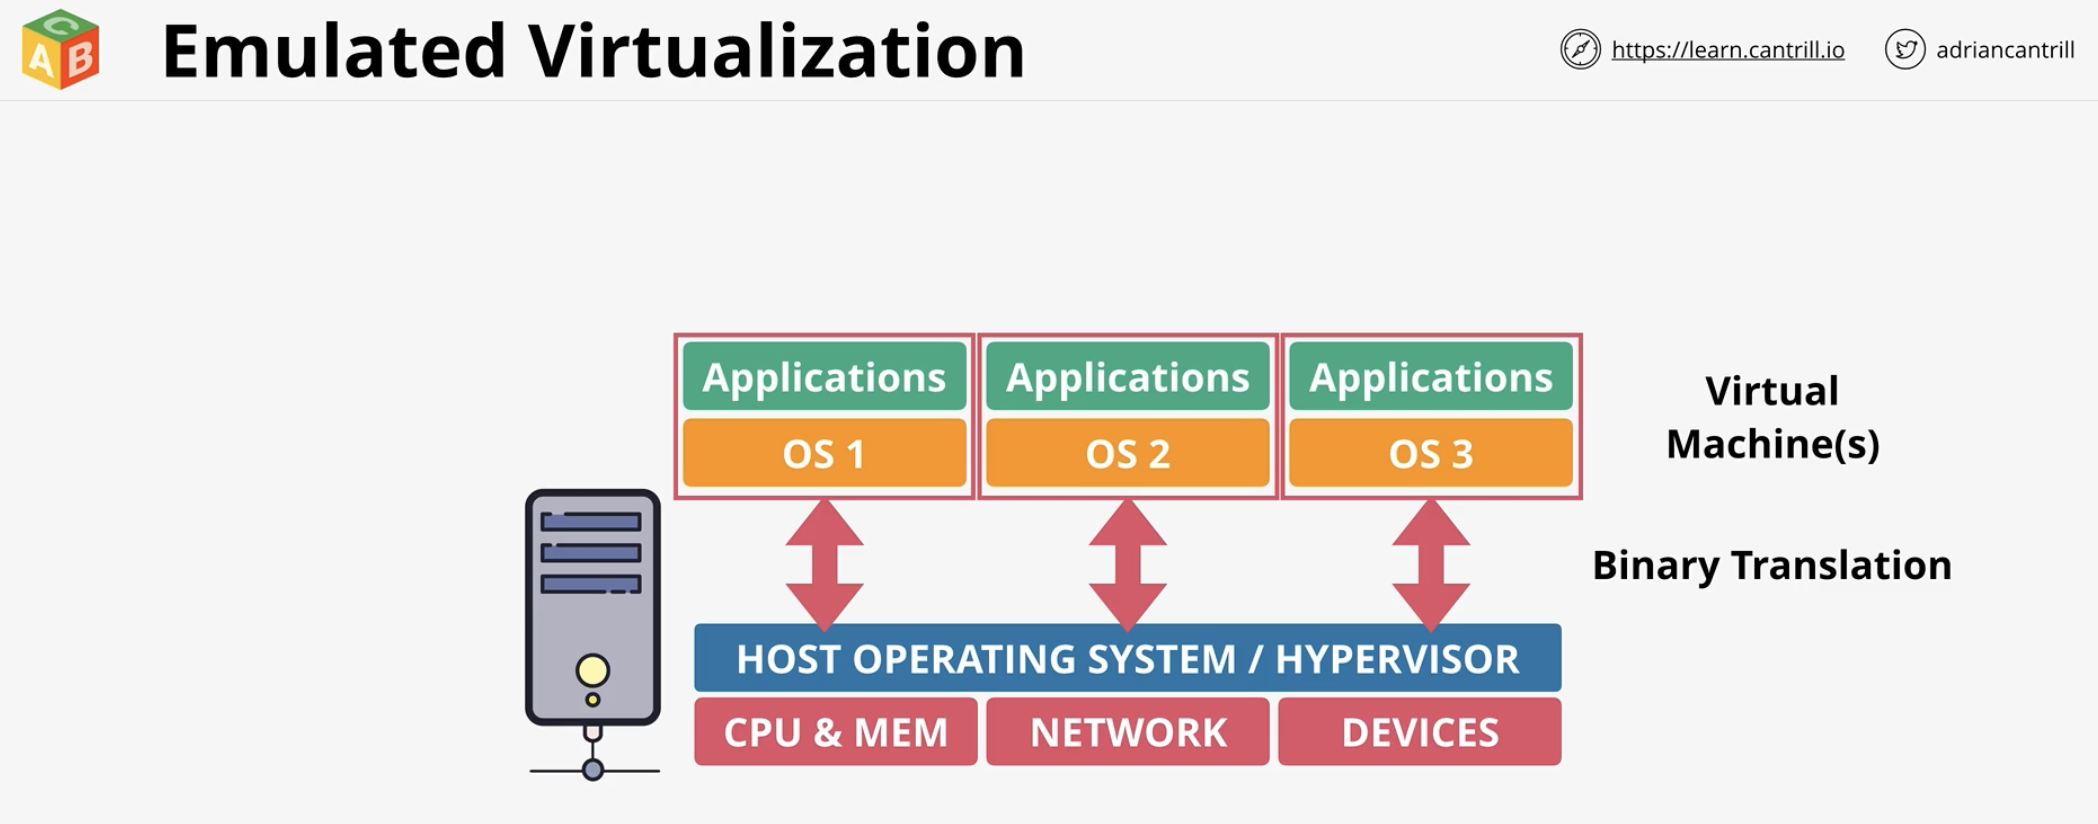 C
A B
Emulated Virtualization
https://learn.cantrill.io
adriancantrill
Applications Applications Applications
OS 1 OS 2 OS 3
Virtual
Machine(s)
Binary Translation
HOST OPERATING SYSTEM / HYPERVISOR
CPU & MEM NETWORK DEVICES